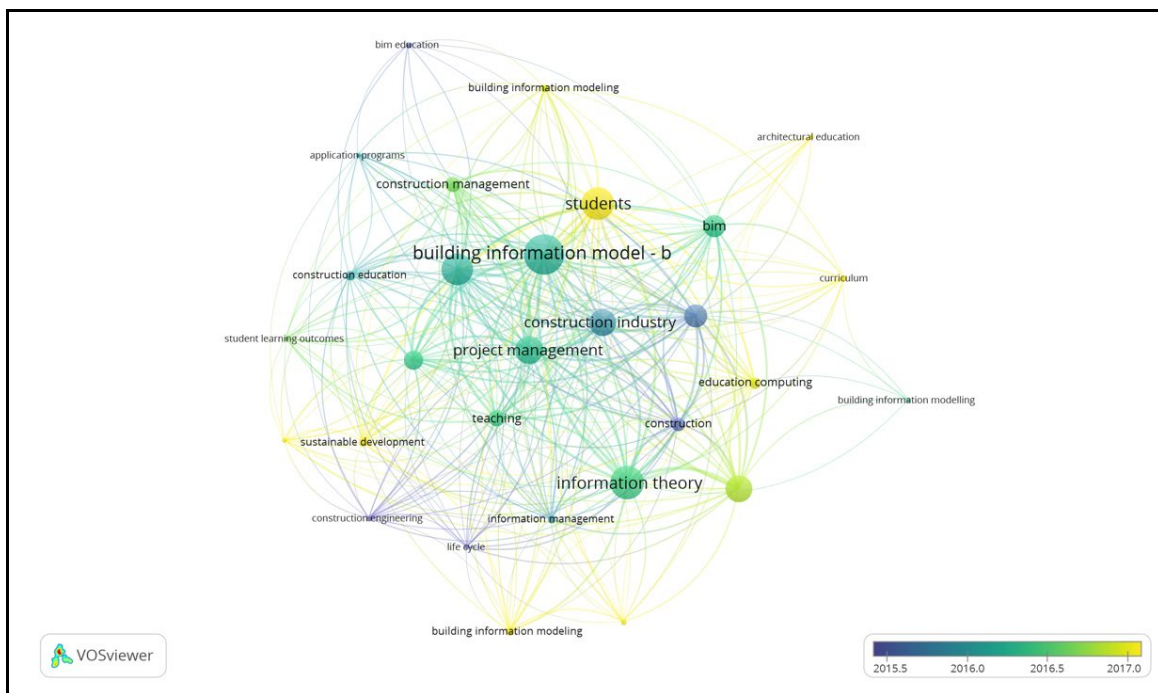 bim education
building information modeling
architectural education
application programs
construction management
students
bim
building information model - b
construction education
curriculum
construction industry
student learning outcomes
project management
education computing
building information modelling
teaching
construction
sustainable development
information theory
construction engineering
information management
life cycle
building information modeling
VOSviewer
2015.5 2016.0 2016.5 2017.0